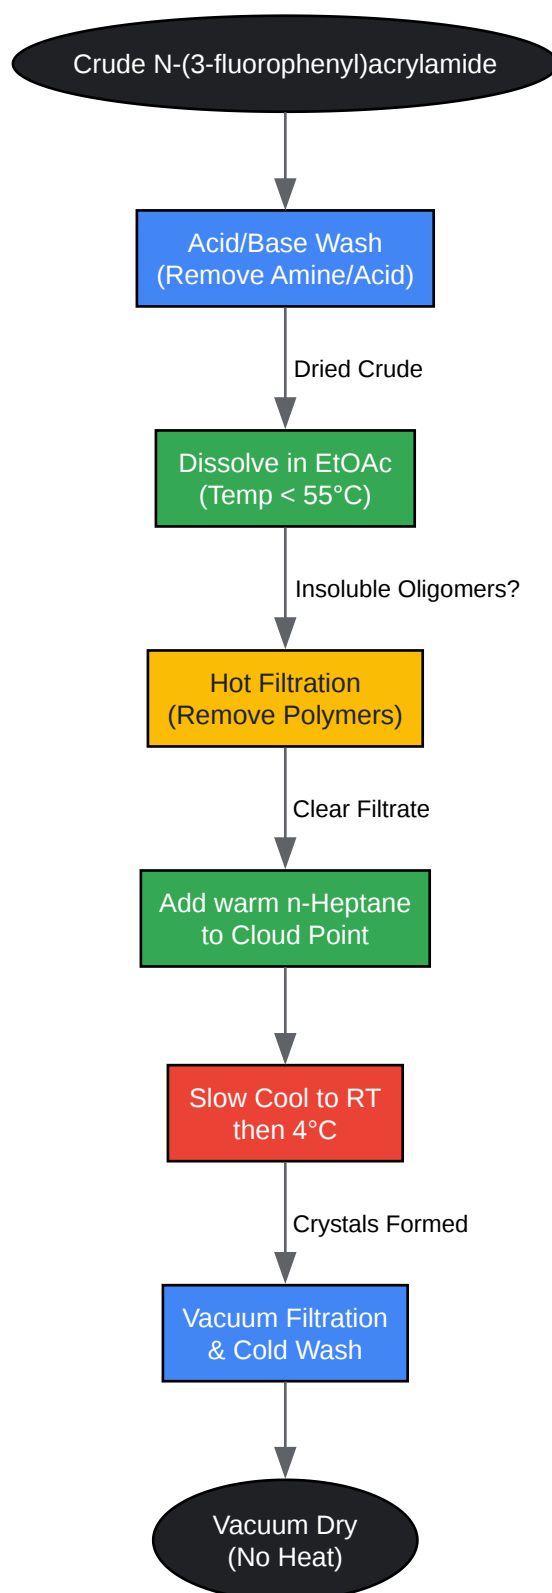 Crude N-(3-fluorophenyl)acrylamide
Acid/Base Wash
(Remove Amine/Acid)
Dried Crude
Dissolve in EtOAc
(Temp < 55°C)
Insoluble Oligomers?
Hot Filtration
(Remove Polymers)
Clear Filtrate
Add warm n-Heptane
to Cloud Point
Slow Cool to RT
then 4°C
Crystals Formed
Vacuum Filtration
& Cold Wash
Vacuum Dry
(No Heat)